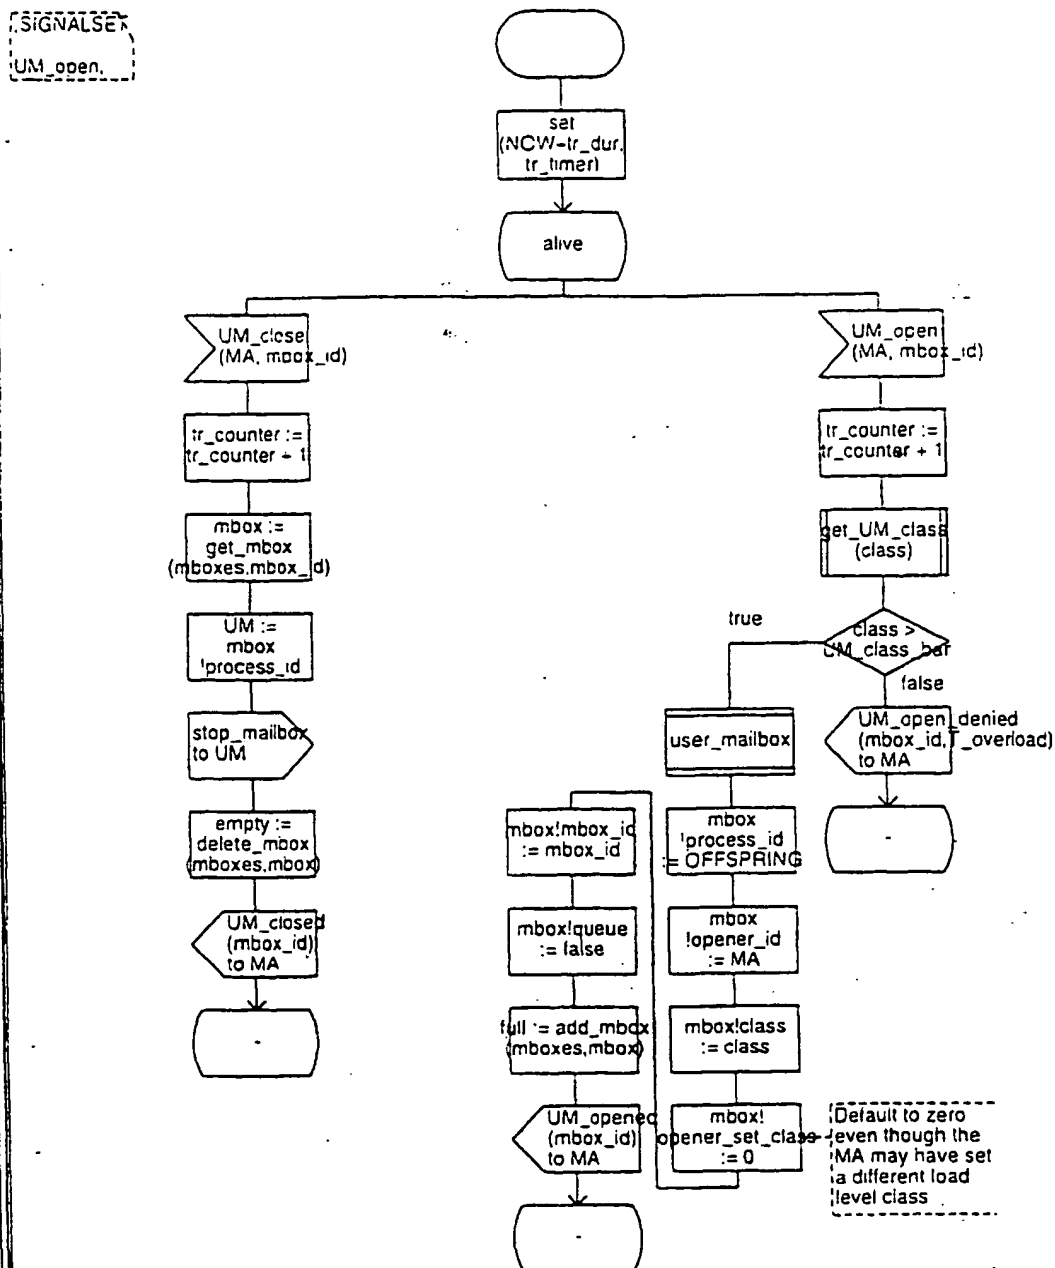 SIGNALSET
UM_open,
set
(NOW+tr_dur,
tr_timer)
alive
UM_close
(MA, mbox_id)
tr_counter :=
tr_counter + 1
mbox :=
get_mbox
(mboxes,mbox_id)
UM :=
mbox
!process_id
stop_mailbox
to UM
empty :=
delete_mbox
(mboxes,mbox)
UM_closed
(mbox_id)
to MA
-
UM_open
(MA, mbox_id)
tr_counter :=
tr_counter + 1
get_UM_class
(class)
class >
UM_class_bar
true
false
UM_open_denied
(mbox_id,T_overload)
to MA
-
user_mailbox
mbox
!process_id
:= OFFSPRING
mbox
!opener_id
:= MA
mbox!class
:= class
mbox!
opener_set_class
:= 0
Default to zero
even though the
MA may have set
a different load
level class
mbox!mbox_id
:= mbox_id
mbox!queue
:= false
full := add_mbox
(mboxes,mbox)
UM_opened
(mbox_id)
to MA
-